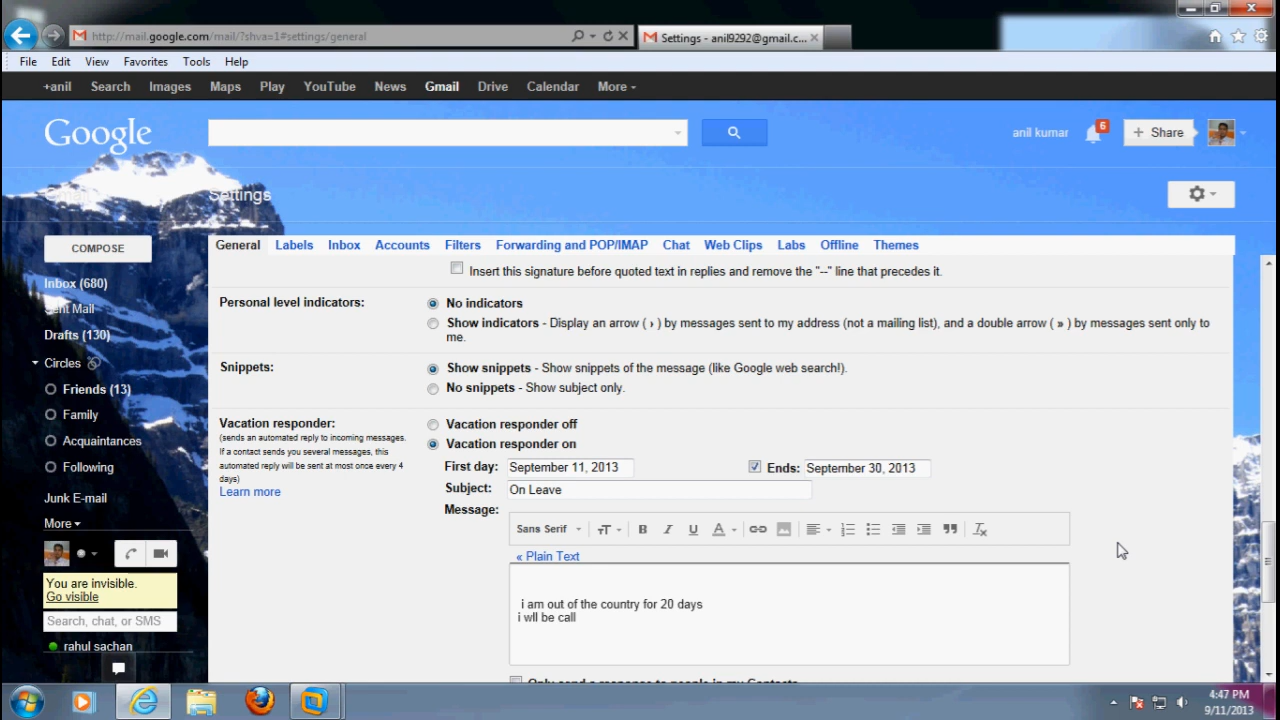 http://mail.google.com/mail/?shva=1#settings/general
Settings - anil9292@gmail.c...
File Edit View Favorites Tools Help
+anil Search Images Maps Play YouTube News Gmail Drive Calendar More
Google
anil kumar
6
+ Share
Gmail
Settings
COMPOSE
General Labels Inbox Accounts Filters Forwarding and POP/IMAP Chat Web Clips Labs Offline Themes
Inbox (680)
Sent Mail
Drafts (130)
Circles
Friends (13)
Family
Acquaintances
Following
Junk E-mail
More
You are invisible.
Go visible
Search, chat, or SMS
rahul sachan
Insert this signature before quoted text in replies and remove the "--" line that precedes it.
Personal level indicators:
No indicators
Show indicators - Display an arrow ( › ) by messages sent to my address (not a mailing list), and a double arrow ( » ) by messages sent only to
me.
Snippets:
Show snippets - Show snippets of the message (like Google web search!).
No snippets - Show subject only.
Vacation responder:
(sends an automated reply to incoming messages.
If a contact sends you several messages, this
automated reply will be sent at most once every 4
days)
Learn more
Vacation responder off
Vacation responder on
First day: September 11, 2013 Ends: September 30, 2013
Subject: On Leave
Message:
Sans Serif
« Plain Text
i am out of the country for 20 days
i wllbe call
Only send a response to people in my Contacts
4:47 PM
9/11/2013